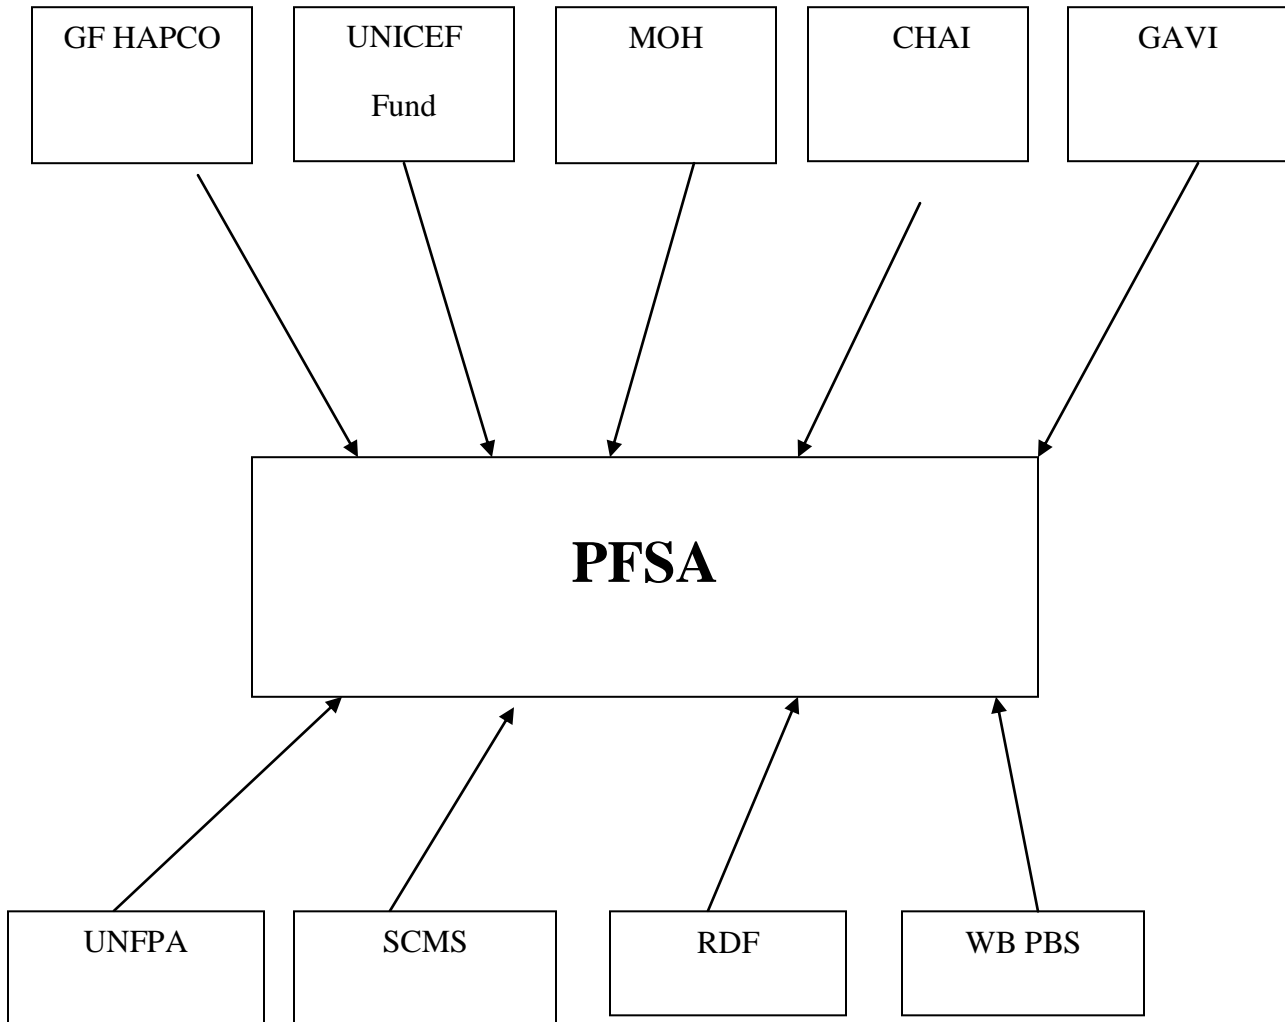 GF HAPCO
UNICEF
Fund
MOH
CHAI
GAVI
PFSA
UNFPA
SCMS
RDF
WB PBS